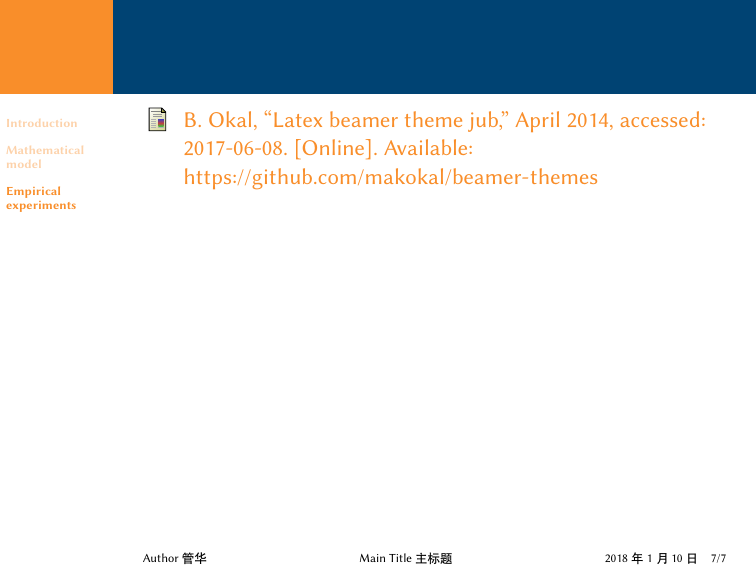 Introduction
Mathematical
model
Empirical
experiments
B. Okal, “Latex beamer theme jub,” April 2014, accessed:
2017-06-08. [Online]. Available:
https://github.com/makokal/beamer-themes
Author 管华 Main Title 主标题 2018 年 1 月 10 日 7/7